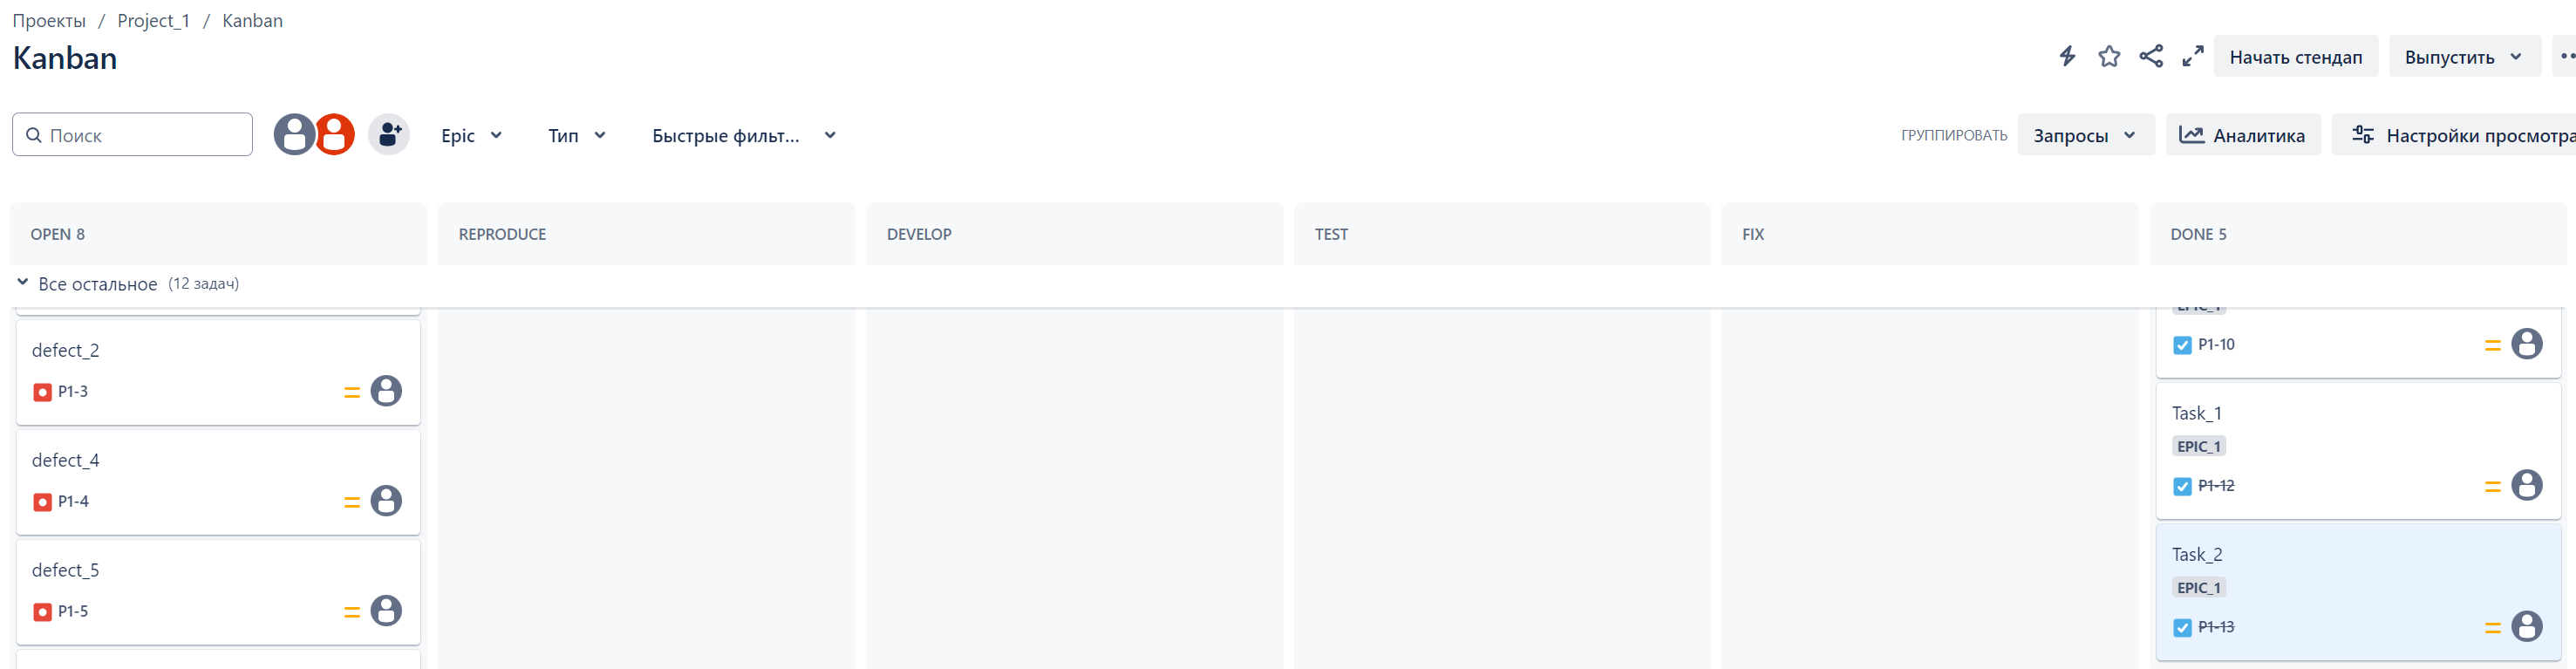 Проекты / Project_1 / Kanban
Kanban
Начать стендап
Выпустить
Поиск
Epic
Тип
Быстрые фильт...
ГРУППИРОВАТЬ
Запросы
Аналитика
Настройки просмотра
OPEN 8
REPRODUCE
DEVELOP
TEST
FIX
DONE 5
Все остальное (12 задач)
defect_2
P1-3
defect_4
P1-4
defect_5
P1-5
EPIC_1
P1-10
Task_1
EPIC_1
P1-12
Task_2
EPIC_1
P1-13